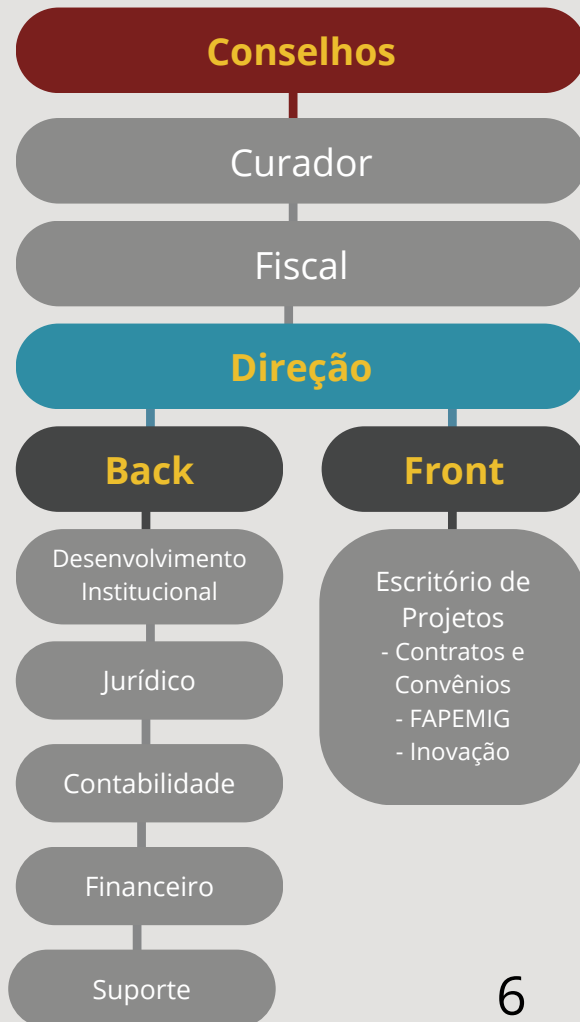 Conselhos
Curador
Fiscal
Direção
Back
Desenvolvimento
Institucional
Jurídico
Contabilidade
Financeiro
Suporte
Front
Escritório de
Projetos
- Contratos e
Convênios
- FAPEMIG
- Inovação
6